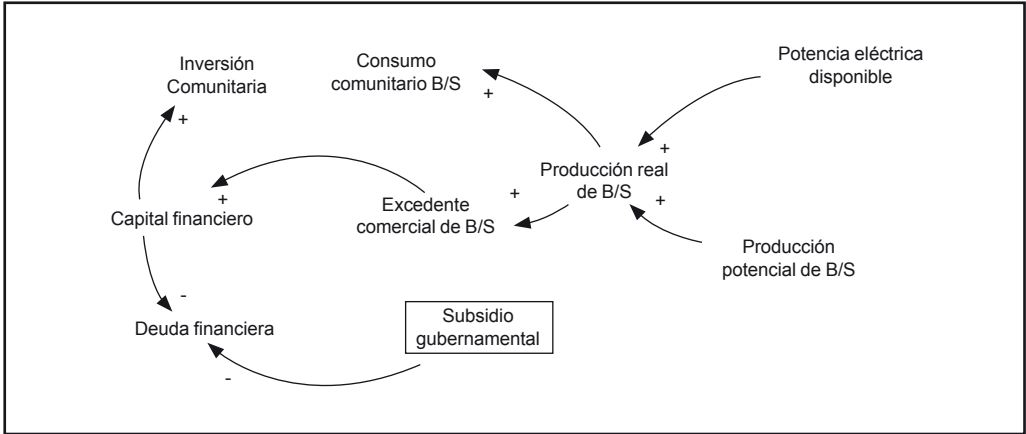 Inversión
Comunitaria
+
Consumo
comunitario B/S
+
Potencia eléctrica
disponible
+
Producción real
de B/S
+
+
Excedente
comercial de B/S
+
Capital financiero
Producción
potencial de B/S
-
Deuda financiera
Subsidio
gubernamental
-